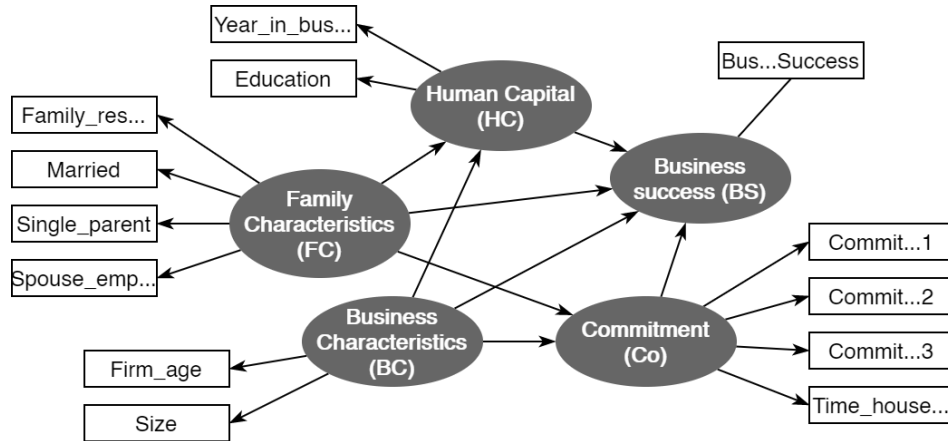 Year_in_bus...
Education
Bus...Success
Human Capital
(HC)
Family_res...
Married
Single_parent
Spouse_emp...
Family
Characteristics
(FC)
Business
success (BS)
Business
Characteristics
(BC)
Commitment
(Co)
Commit...1
Commit...2
Commit...3
Time_house...
Firm_age
Size